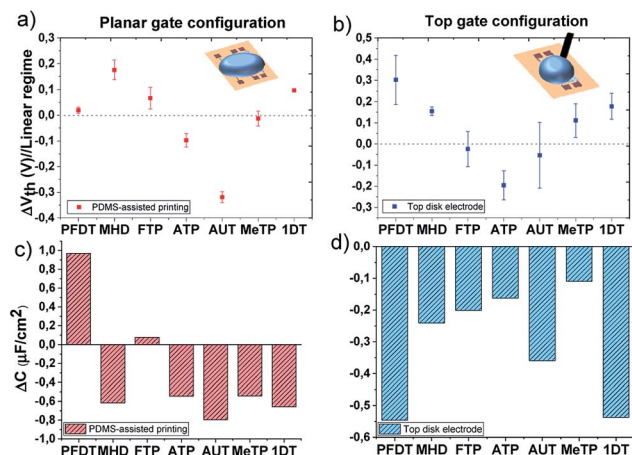 Planar gate configuration
Top gate configuration
a)
b)
ΔVth (V)//Linear regime
0,3
0,2
0,1
0,0
-0,1
-0,2
-0,3
-0,4
PDMS-assisted printing
PFDT MHD FTP ATP AUT MeTP 1DT
0,5
0,4
0,3
0,2
0,1
0,0
-0,1
-0,2
-0,3
Top disk electrode
PFDT MHD FTP ATP AUT MeTP 1DT
c)
d)
ΔC (μF/cm²)
1,0
0,8
0,6
0,4
0,2
0,0
-0,2
-0,4
-0,6
-0,8
-1,0
PDMS-assisted printing
PFDT MHD FTP ATP AUT MeTP 1DT
-0,0
-0,1
-0,2
-0,3
-0,4
-0,5
-0,6
Top disk electrode
PFDT MHD FTP ATP AUT MeTP 1DT